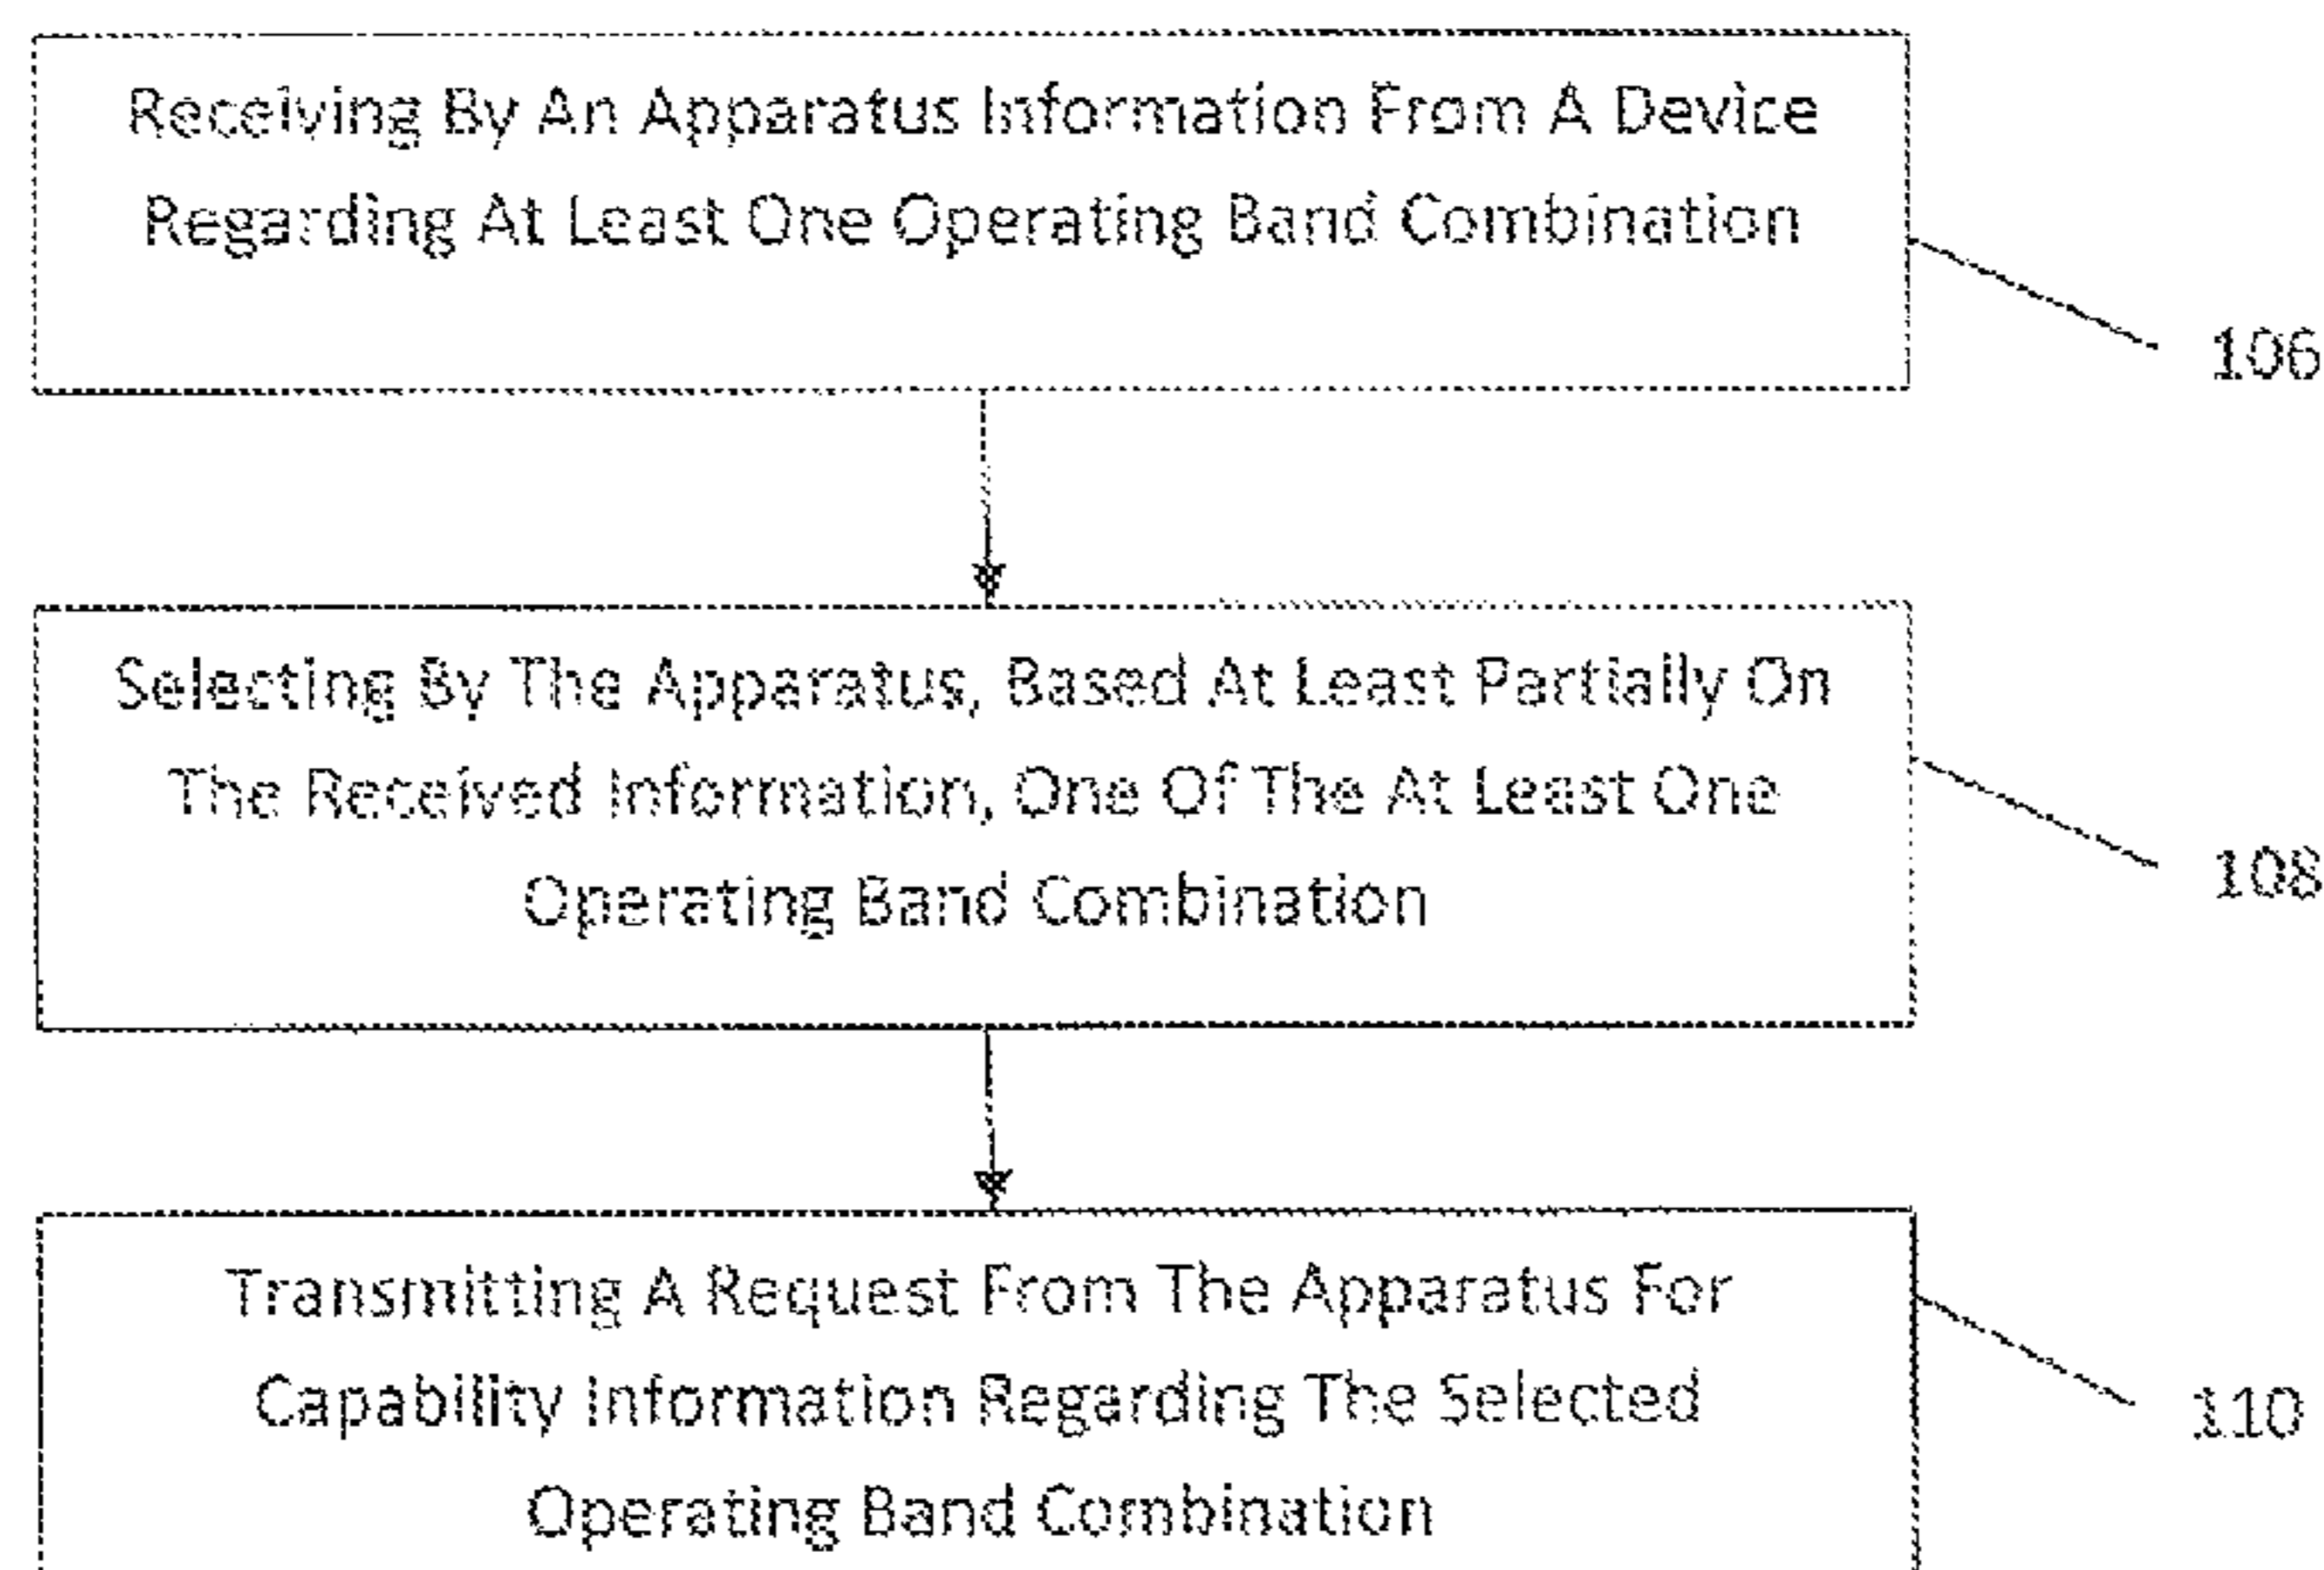 Receiving By An Apparatus Information From A Device
Regarding At Least One Operating Band Combination
106
Selecting By The Apparatus, Based At Least Partially On
The Received Information, One Of The At Least One
Operating Band Combination
108
Transmitting A Request From The Apparatus For
Capability Information Regarding The Selected
Operating Band Combination
110